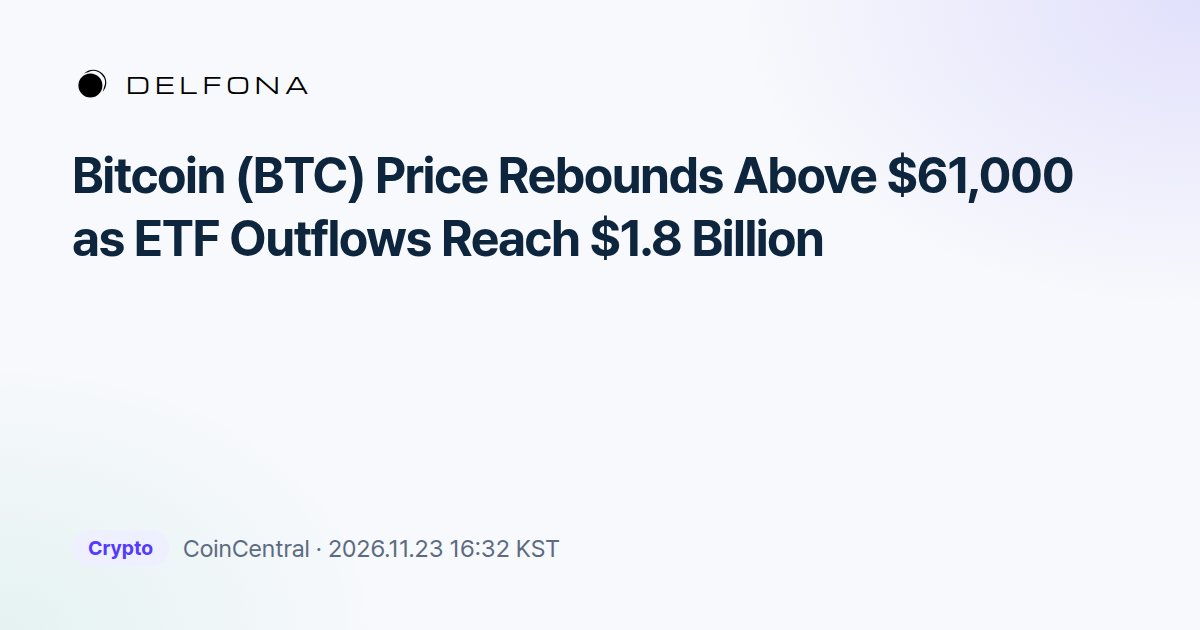 DELFONA
Bitcoin (BTC) Price Rebounds Above $61,000
as ETF Outflows Reach $1.8 Billion
Crypto CoinCentral · 2026.11.23 16:32 KST